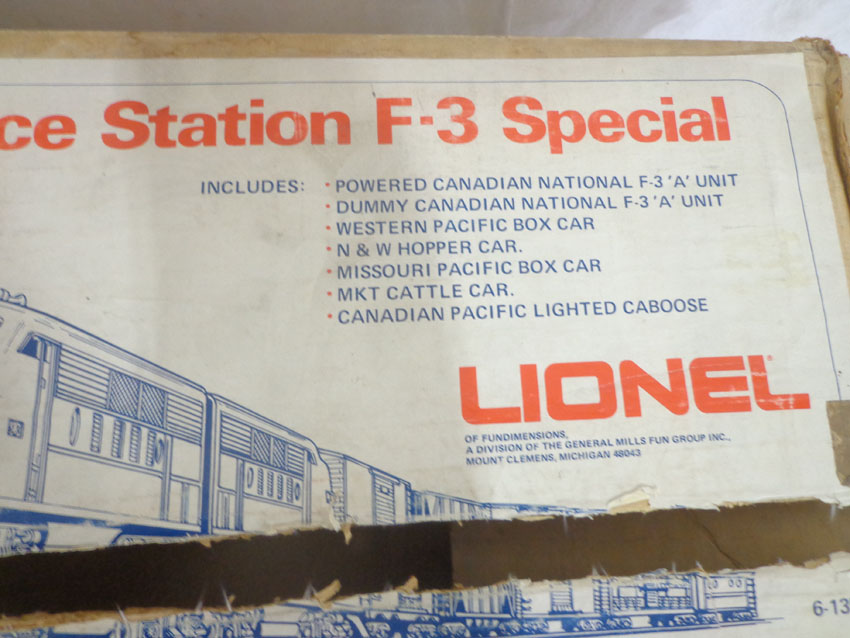 ce Station F-3 Special
INCLUDES: • POWERED CANADIAN NATIONAL F-3 'A' UNIT
• DUMMY CANADIAN NATIONAL F-3 'A' UNIT
• WESTERN PACIFIC BOX CAR
• N & W HOPPER CAR.
• MISSOURI PACIFIC BOX CAR
• MKT CATTLE CAR.
• CANADIAN PACIFIC LIGHTED CABOOSE
LIONEL®
OF FUNDIMENSIONS,
A DIVISION OF THE GENERAL MILLS FUN GROUP INC.,
MOUNT CLEMENS, MICHIGAN 48043
6-13